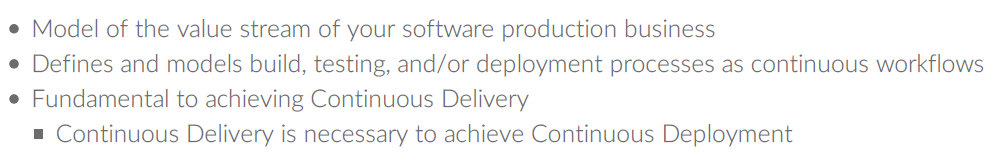 Model of the value stream of your software production business
Defines and models build, testing, and/or deployment processes as continuous workflows
Fundamental to achieving Continuous Delivery
Continuous Delivery is necessary to achieve Continuous Deployment